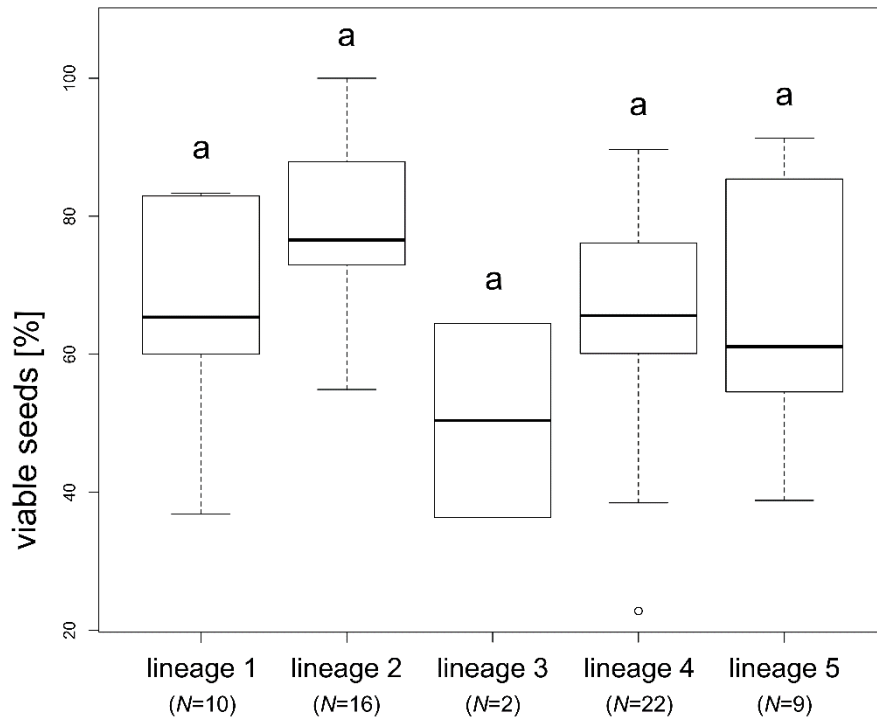 a
a
a
a
a
100
80
60
40
20
viable seeds [%]
lineage 1
lineage 2
lineage 3
lineage 4
lineage 5
(N=10)
(N=16)
(N=2)
(N=22)
(N=9)